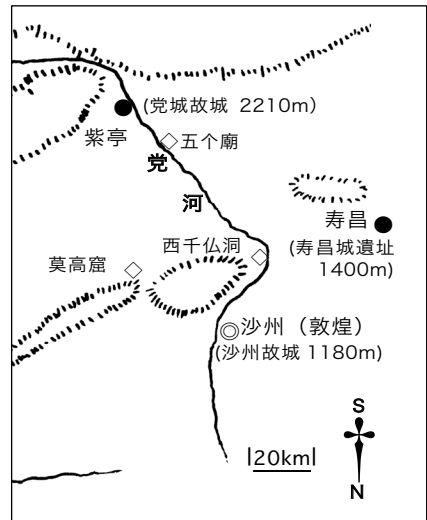 (党城故城 2210m)
紫亭
五个廟
党
河
寿昌
(寿昌城遺址
1400m)
西千仏洞
莫高窟
沙州（敦煌）
(沙州故城 1180m)
S
20km
N